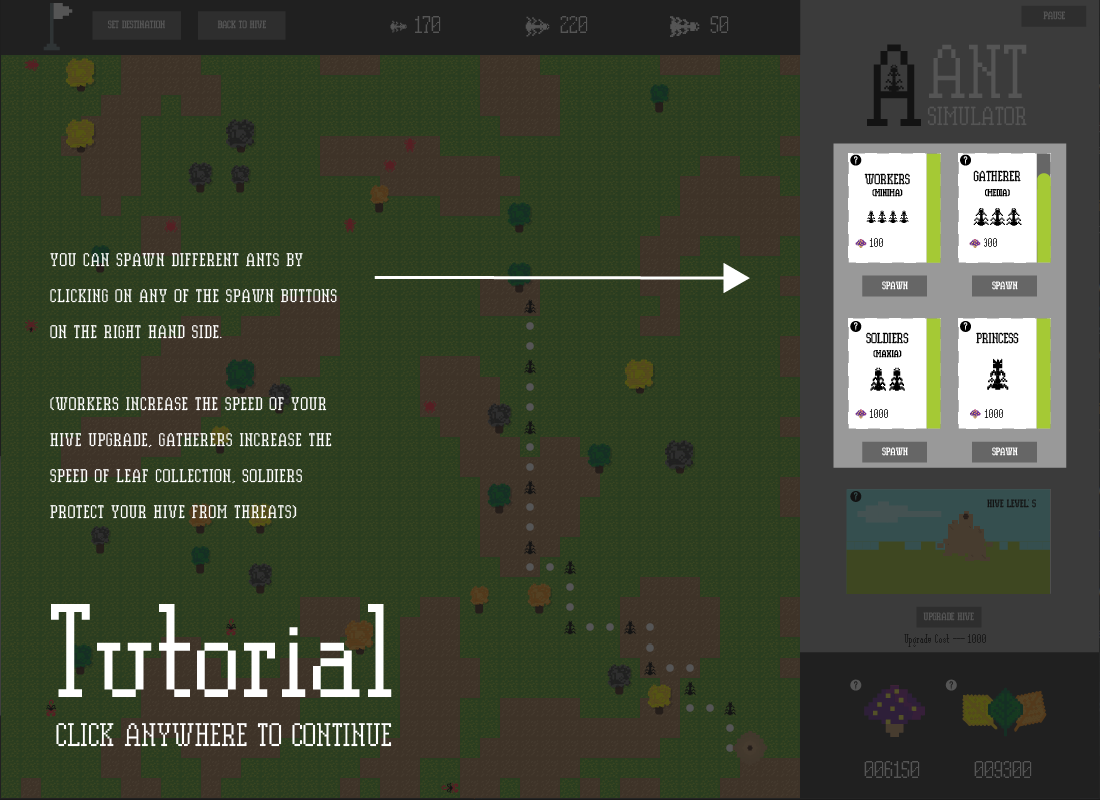 SET DESTINATION
BACK TO HIVE
170
220
50
PAUSE
ANT
SIMULATOR
WORKERS
(MINIMA)
100
SPAWN
GATHERER
(MEDIA)
300
SPAWN
SOLDIERS
(MAXIA)
1000
SPAWN
PRINCESS
1000
SPAWN
YOU CAN SPAWN DIFFERENT ANTS BY
CLICKING ON ANY OF THE SPAWN BUTTONS
ON THE RIGHT HAND SIDE.
(WORKERS INCREASE THE SPEED OF YOUR
HIVE UPGRADE, GATHERERS INCREASE THE
SPEED OF LEAF COLLECTION, SOLDIERS
PROTECT YOUR HIVE FROM THREATS)
HIVE LEVEL 5
UPGRADE HIVE
Upgrade Cost -- 1000
Tutorial
CLICK ANYWHERE TO CONTINUE
006150
009300